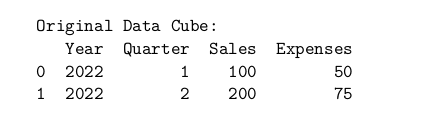 Original Data Cube:
   Year  Quarter  Sales  Expenses
0  2022        1    100        50
1  2022        2    200        75